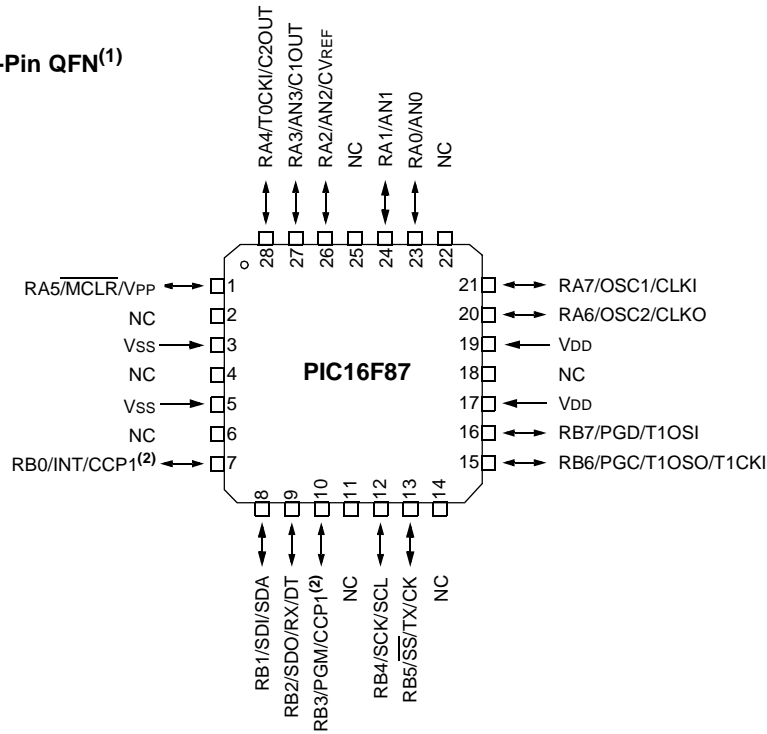 -Pin QFN(1)
RA4/T0CKI/C2OUT
RA3/AN3/C1OUT
RA2/AN2/CVREF
NC
RA1/AN1
RA0/AN0
NC
28
27
26
25
24
23
22
RA5/MCLR/VPP
1
NC
2
VSS
3
NC
4
VSS
5
NC
6
RB0/INT/CCP1(2)
7
PIC16F87
21
RA7/OSC1/CLKI
20
RA6/OSC2/CLKO
19
VDD
18
NC
17
VDD
16
RB7/PGD/T1OSI
15
RB6/PGC/T1OSO/T1CKI
8
9
10
11
12
13
14
RB1/SDI/SDA
RB2/SDO/RX/DT
RB3/PGM/CCP1(2)
NC
RB4/SCK/SCL
RB5/SS/TX/CK
NC